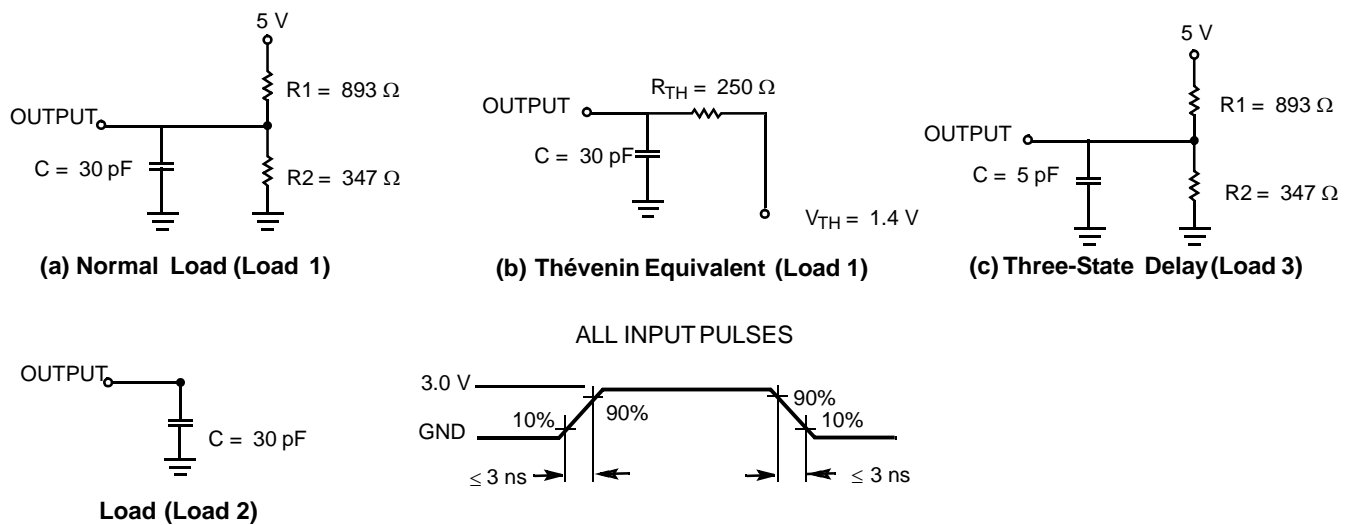 5 V
R1 = 893 Ω
OUTPUT
C = 30 pF
R2 = 347 Ω
(a) Normal Load (Load 1)
RTH = 250 Ω
OUTPUT
C = 30 pF
VTH = 1.4 V
(b) Thévenin Equivalent (Load 1)
5 V
R1 = 893 Ω
OUTPUT
C = 5 pF
R2 = 347 Ω
(c) Three-State Delay (Load 3)
OUTPUT
C = 30 pF
Load (Load 2)
ALL INPUT PULSES
3.0 V
GND
10%
90%
90%
10%
≤ 3 ns
≤ 3 ns